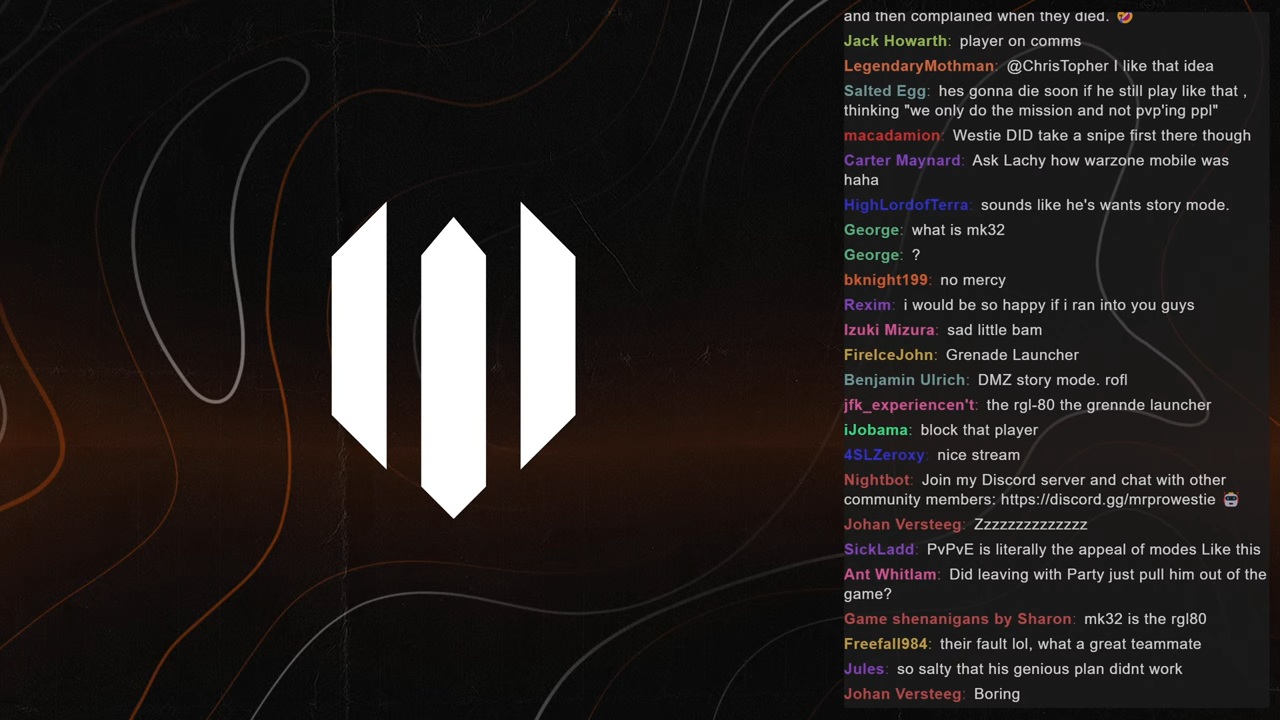 and then complained when they died. 🤣
Jack Howarth: player on comms
LegendaryMothman: @ChrisTopher I like that idea
Salted Egg: hes gonna die soon if he still play like that ,
thinking "we only do the mission and not pvp'ing ppl"
macadamion: Westie DID take a snipe first there though
Carter Maynard: Ask Lachy how warzone mobile was
haha
HighLordofTerra: sounds like he's wants story mode.
George: what is mk32
George: ?
bknight199: no mercy
Rexim: i would be so happy if i ran into you guys
Izuki Mizura: sad little bam
FireIceJohn: Grenade Launcher
Benjamin Ulrich: DMZ story mode. rofl
jfk_experiencen't: the rgl-80 the grennde launcher
iJobama: block that player
4SLZeroxy: nice stream
Nightbot: Join my Discord server and chat with other
community members: https://discord.gg/mrprowestie 🤖
Johan Versteeg: Zzzzzzzzzzzzzz
SickLadd: PvPvE is literally the appeal of modes Like this
Ant Whitlam: Did leaving with Party just pull him out of the
game?
Game shenanigans by Sharon: mk32 is the rgl80
Freefall984: their fault lol, what a great teammate
Jules: so salty that his genious plan didnt work
Johan Versteeg: Boring